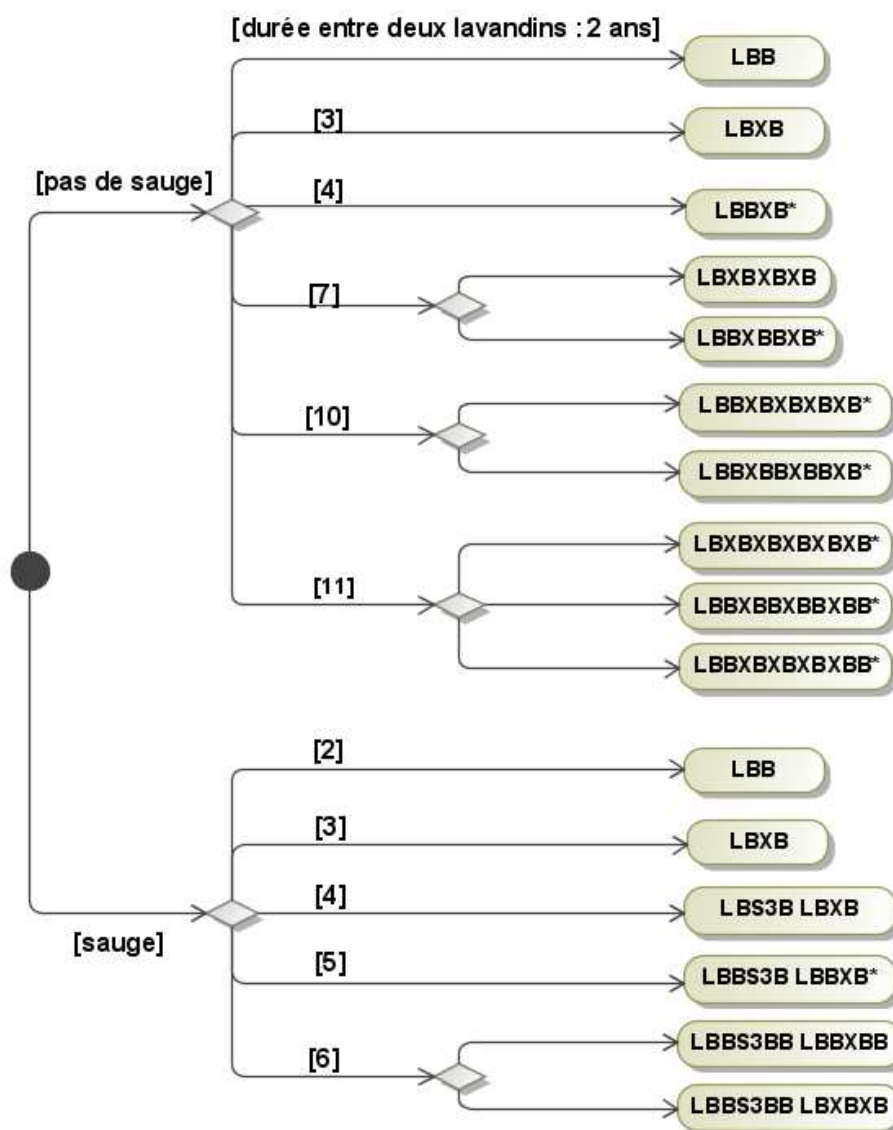 [durée entre deux lavandins : 2 ans]
LBB
[3]
LBXB
[pas de sauge]
[4]
LBBXB*
[7]
LBXBXBXB
LBBXBBXB*
[10]
LBBXBXBXBXB*
LBBXBBXBBXB*
[11]
LBXBXBXBXBXB*
LBBXBBXBBXBB*
LBBXBXBXBXBB*
[2]
LBB
[3]
LBXB
[sauge]
[4]
LBS3B LBXB
[5]
LBBS3B LBBXB*
[6]
LBBS3BB LBBXBB
LBBS3BB LBXBXB